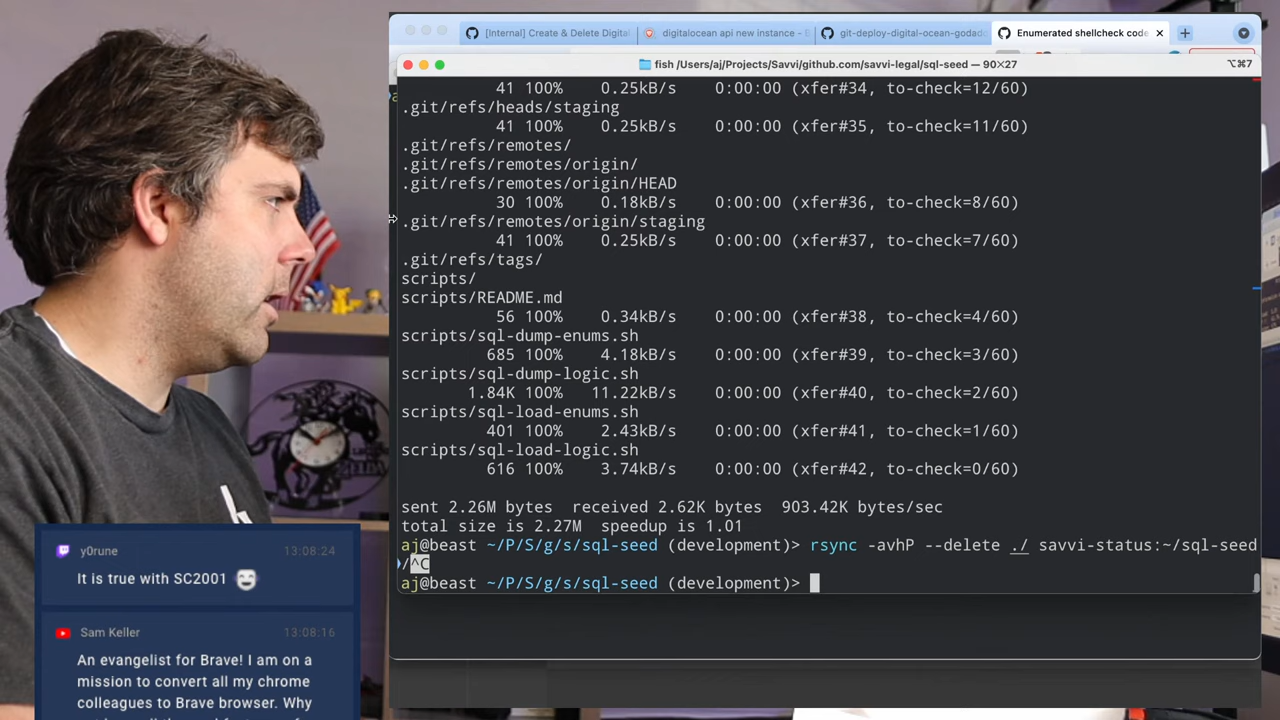 [Internal] Create & Delete Digital
digitalocean api new instance - B
git-deploy-digital-ocean-godadd
Enumerated shellcheck code
fish /Users/aj/Projects/Savvi/github.com/savvi-legal/sql-seed — 90×27
⌥⌘7
41 100% 0.25kB/s 0:00:00 (xfer#34, to-check=12/60)
.git/refs/heads/staging
41 100% 0.25kB/s 0:00:00 (xfer#35, to-check=11/60)
.git/refs/remotes/
.git/refs/remotes/origin/
.git/refs/remotes/origin/HEAD
30 100% 0.18kB/s 0:00:00 (xfer#36, to-check=8/60)
.git/refs/remotes/origin/staging
41 100% 0.25kB/s 0:00:00 (xfer#37, to-check=7/60)
.git/refs/tags/
scripts/
scripts/README.md
56 100% 0.34kB/s 0:00:00 (xfer#38, to-check=4/60)
scripts/sql-dump-enums.sh
685 100% 4.18kB/s 0:00:00 (xfer#39, to-check=3/60)
scripts/sql-dump-logic.sh
1.84K 100% 11.22kB/s 0:00:00 (xfer#40, to-check=2/60)
scripts/sql-load-enums.sh
401 100% 2.43kB/s 0:00:00 (xfer#41, to-check=1/60)
scripts/sql-load-logic.sh
616 100% 3.74kB/s 0:00:00 (xfer#42, to-check=0/60)
sent 2.26M bytes received 2.62K bytes 903.42K bytes/sec
total size is 2.27M speedup is 1.01
aj@beast ~/P/S/g/s/sql-seed (development)> rsync -avhP --delete ./ savvi-status:~/sql-seed
/^C
aj@beast ~/P/S/g/s/sql-seed (development)>
y0rune 13:08:24
It is true with SC2001
Sam Keller 13:08:16
An evangelist for Brave! I am on a
mission to convert all my chrome
colleagues to Brave browser. Why